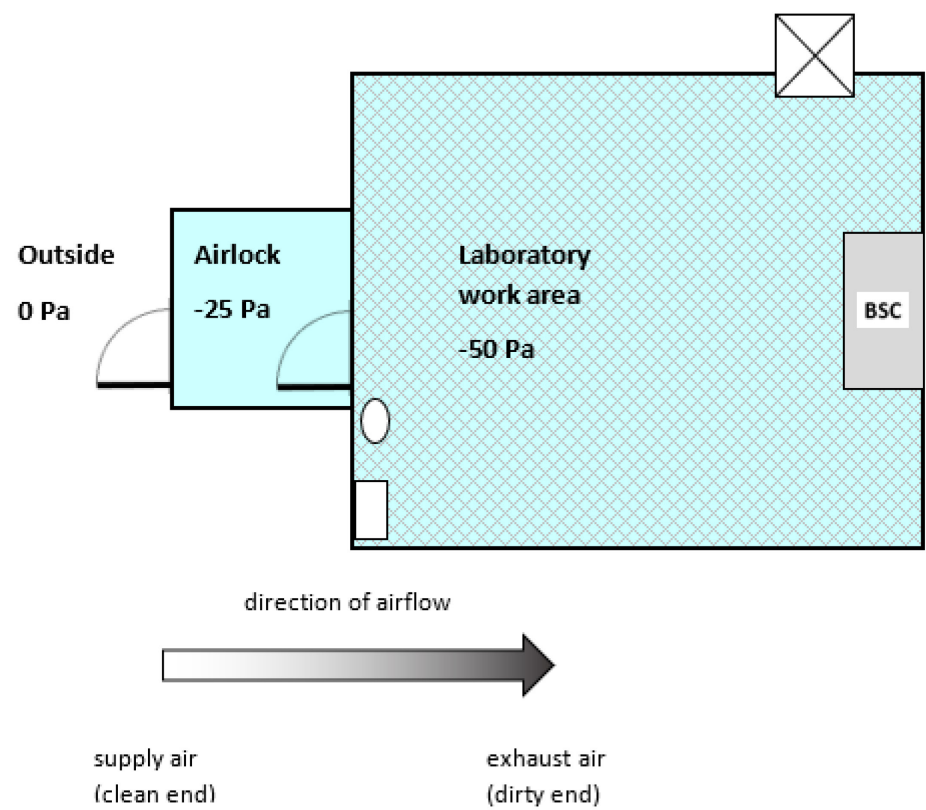 Outside
0 Pa
Airlock
-25 Pa
Laboratory
work area
-50 Pa
BSC
direction of airflow
supply air
(clean end)
exhaust air
(dirty end)